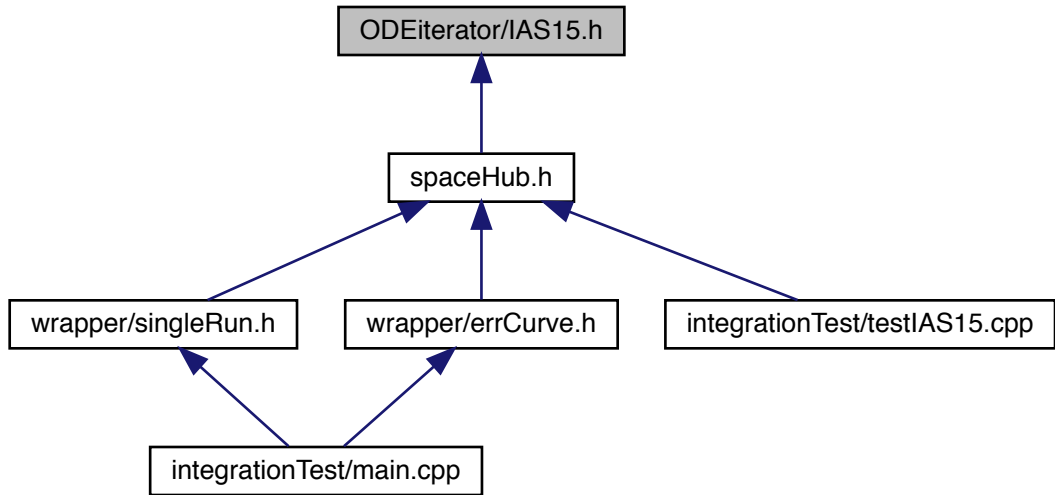 ODEiterator/IAS15.h
spaceHub.h
wrapper/singleRun.h
wrapper/errCurve.h
integrationTest/testIAS15.cpp
integrationTest/main.cpp